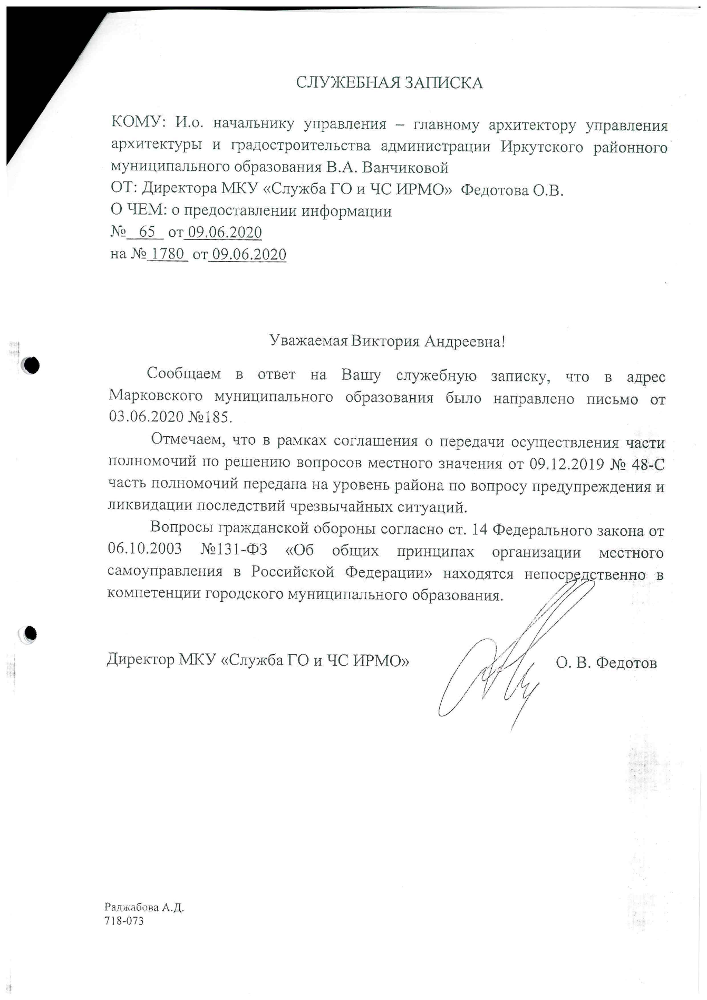 СЛУЖЕБНАЯ ЗАПИСКА
КОМУ: И.о. начальнику управления – главному архитектору управления
архитектуры и градостроительства администрации Иркутского районного
муниципального образования В.А. Ванчиковой
ОТ: Директора МКУ «Служба ГО и ЧС ИРМО» Федотова О.В.
О ЧЕМ: о предоставлении информации
№ 65 от 09.06.2020
на № 1780 от 09.06.2020
Уважаемая Виктория Андреевна!
Сообщаем в ответ на Вашу служебную записку, что в адрес
Марковского муниципального образования было направлено письмо от
03.06.2020 №185.
Отмечаем, что в рамках соглашения о передачи осуществления части
полномочий по решению вопросов местного значения от 09.12.2019 № 48-С
часть полномочий передана на уровень района по вопросу предупреждения и
ликвидации последствий чрезвычайных ситуаций.
Вопросы гражданской обороны согласно ст. 14 Федерального закона от
06.10.2003 №131-ФЗ «Об общих принципах организации местного
самоуправления в Российской Федерации» находятся непосредственно в
компетенции городского муниципального образования.
Директор МКУ «Служба ГО и ЧС ИРМО» О. В. Федотов
Раджабова А.Д.
718-073